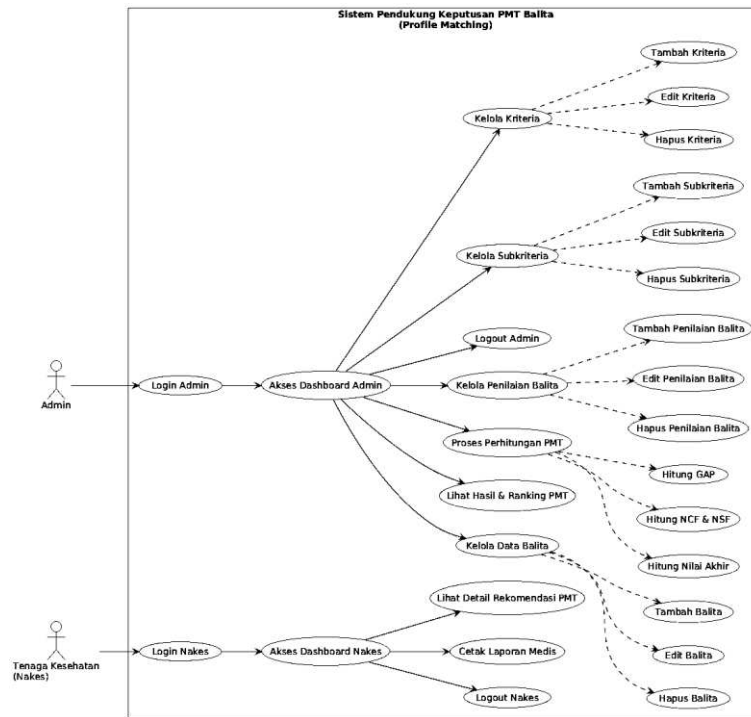 Sistem Pendukung Keputusan PMT Balita
(Profile Matching)
Tambah Kriteria
Edit Kriteria
Kelola Kriteria
Hapus Kriteria
Tambah Subkriteria
Edit Subkriteria
Kelola Subkriteria
Hapus Subkriteria
Logout Admin
Tambah Penilaian Balita
Admin
Login Admin
Akses Dashboard Admin
Kelola Penilaian Balita
Edit Penilaian Balita
Hapus Penilaian Balita
Proses Perhitungan PMT
Hitung GAP
Lihat Hasil & Ranking PMT
Hitung NCF & NSF
Kelola Data Balita
Hitung Nilai Akhir
Lihat Detail Rekomendasi PMT
Tambah Balita
Tenaga Kesehatan
(Nakes)
Login Nakes
Akses Dashboard Nakes
Cetak Laporan Medis
Edit Balita
Logout Nakes
Hapus Balita